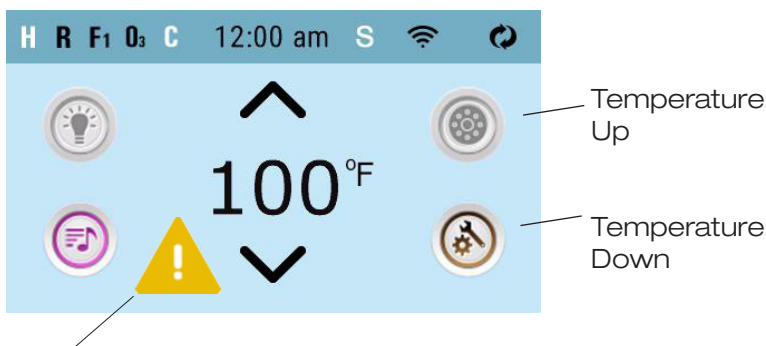 H R F1 O3 C 12:00 am S
Temperature
Up
100°F
!
Temperature
Down